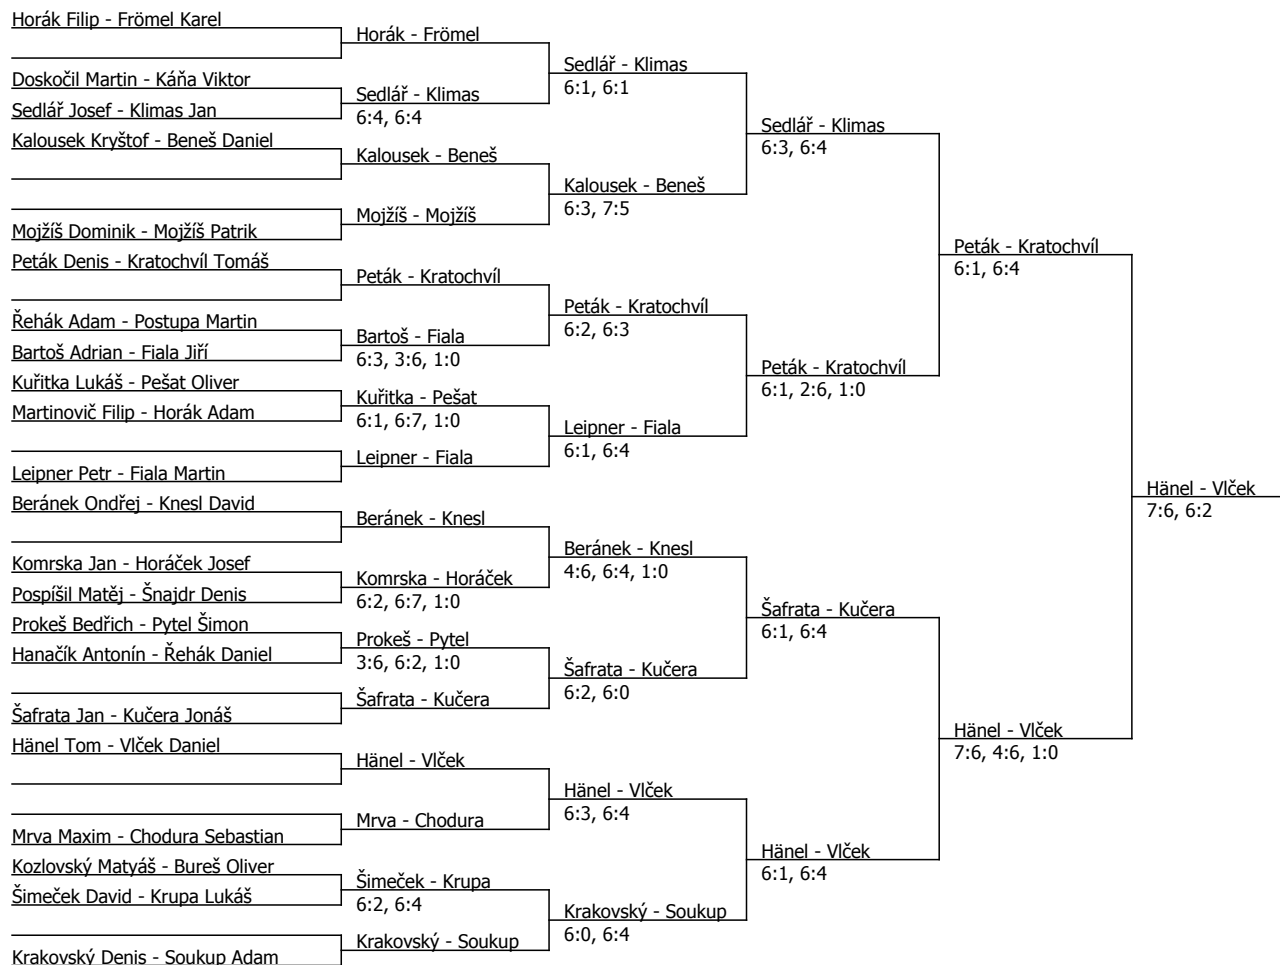 Horák Filip - Frömel Karel
Doskočil Martin - Káňa Viktor
Sedlář Josef - Klimas Jan
Kalousek Kryštof - Beneš Daniel
Mojžíš Dominik - Mojžíš Patrik
Peták Denis - Kratochvíl Tomáš
Řehák Adam - Postupa Martin
Bartoš Adrian - Fiala Jiří
Kuřitka Lukáš - Pešat Oliver
Martinovič Filip - Horák Adam
Leipner Petr - Fiala Martin
Beránek Ondřej - Knesl David
Komrska Jan - Horáček Josef
Pospíšil Matěj - Šnajdr Denis
Prokeš Bedřich - Pytel Šimon
Hanačík Antonín - Řehák Daniel
Šafrata Jan - Kučera Jonáš
Hänel Tom - Vlček Daniel
Mrva Maxim - Chodura Sebastian
Kozlovský Matyáš - Bureš Oliver
Šimeček David - Krupa Lukáš
Krakovský Denis - Soukup Adam
Horák - Frömel
Sedlář - Klimas
6:4, 6:4
Kalousek - Beneš
Mojžíš - Mojžíš
Peták - Kratochvíl
Bartoš - Fiala
6:3, 3:6, 1:0
Kuřitka - Pešat
6:1, 6:7, 1:0
Leipner - Fiala
Beránek - Knesl
Komrska - Horáček
6:2, 6:7, 1:0
Prokeš - Pytel
3:6, 6:2, 1:0
Šafrata - Kučera
Hänel - Vlček
Mrva - Chodura
Šimeček - Krupa
6:2, 6:4
Krakovský - Soukup
Sedlář - Klimas
6:1, 6:1
Kalousek - Beneš
6:3, 7:5
Peták - Kratochvíl
6:2, 6:3
Leipner - Fiala
6:1, 6:4
Beránek - Knesl
4:6, 6:4, 1:0
Šafrata - Kučera
6:2, 6:0
Hänel - Vlček
6:3, 6:4
Krakovský - Soukup
6:0, 6:4
Sedlář - Klimas
6:3, 6:4
Peták - Kratochvíl
6:1, 2:6, 1:0
Šafrata - Kučera
6:1, 6:4
Hänel - Vlček
6:1, 6:4
Peták - Kratochvíl
6:1, 6:4
Hänel - Vlček
7:6, 4:6, 1:0
Hänel - Vlček
7:6, 6:2